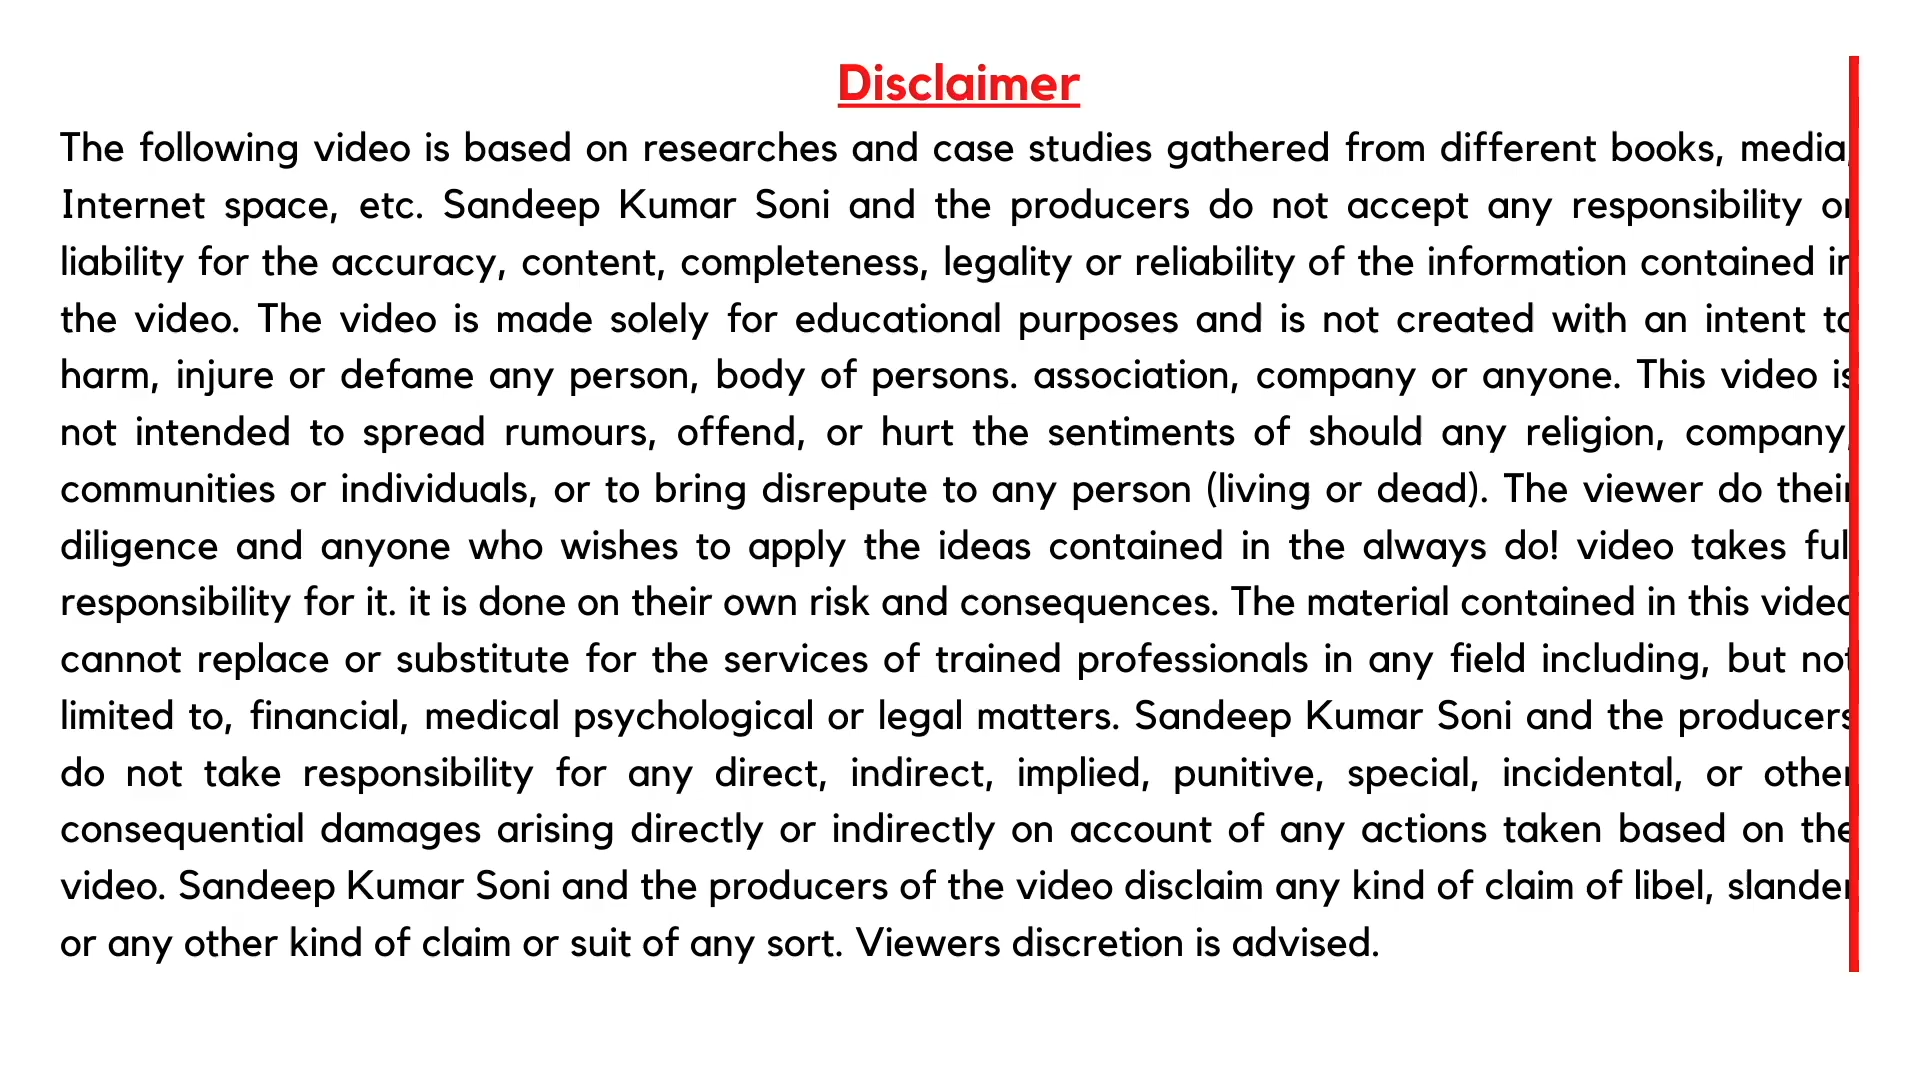 Disclaimer
The following video is based on researches and case studies gathered from different books, media,
Internet space, etc. Sandeep Kumar Soni and the producers do not accept any responsibility or
liability for the accuracy, content, completeness, legality or reliability of the information contained in
the video. The video is made solely for educational purposes and is not created with an intent to
harm, injure or defame any person, body of persons. association, company or anyone. This video is
not intended to spread rumours, offend, or hurt the sentiments of should any religion, company,
communities or individuals, or to bring disrepute to any person (living or dead). The viewer do their
diligence and anyone who wishes to apply the ideas contained in the always do! video takes full
responsibility for it. it is done on their own risk and consequences. The material contained in this video
cannot replace or substitute for the services of trained professionals in any field including, but not
limited to, financial, medical psychological or legal matters. Sandeep Kumar Soni and the producers
do not take responsibility for any direct, indirect, implied, punitive, special, incidental, or other
consequential damages arising directly or indirectly on account of any actions taken based on the
video. Sandeep Kumar Soni and the producers of the video disclaim any kind of claim of libel, slander
or any other kind of claim or suit of any sort. Viewers discretion is advised.